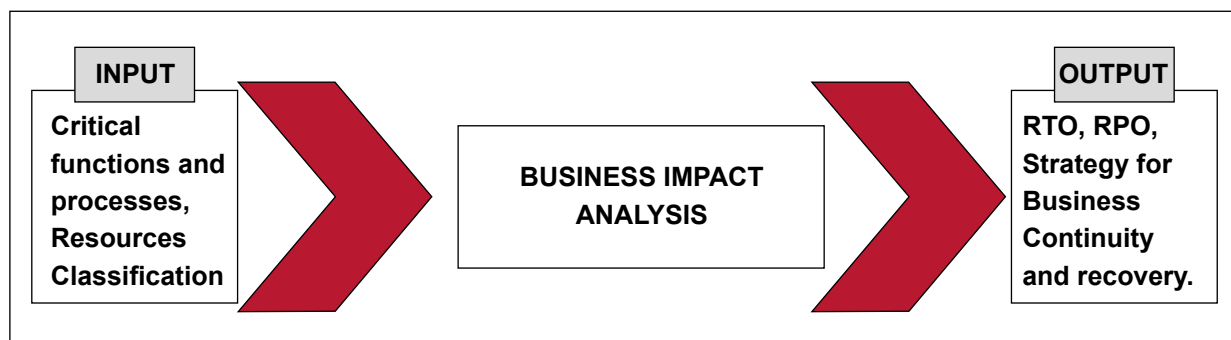 INPUT
Critical
functions and
processes,
Resources
Classification
BUSINESS IMPACT
ANALYSIS
OUTPUT
RTO, RPO,
Strategy for
Business
Continuity
and recovery.